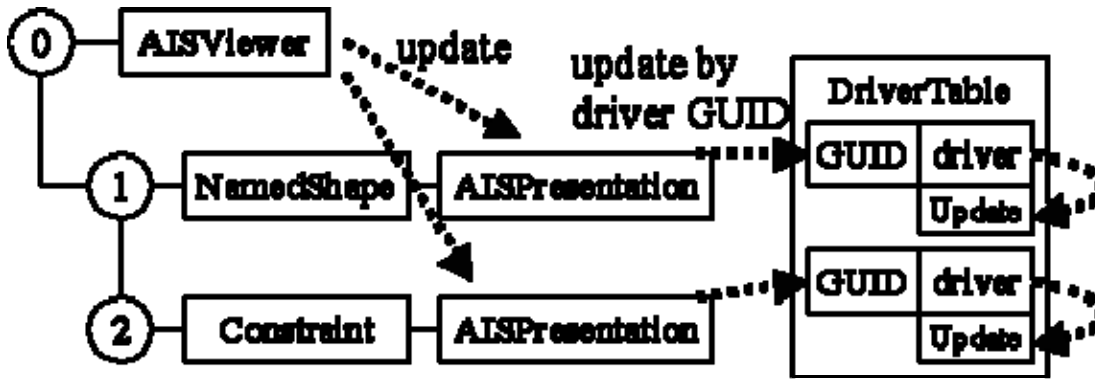 0
AISViewer
update
update by
driver GUID
DriverTable
GUID
driver
Update
1
NamedShape
AISPresentation
GUID
driver
Update
2
Constraint
AISPresentation